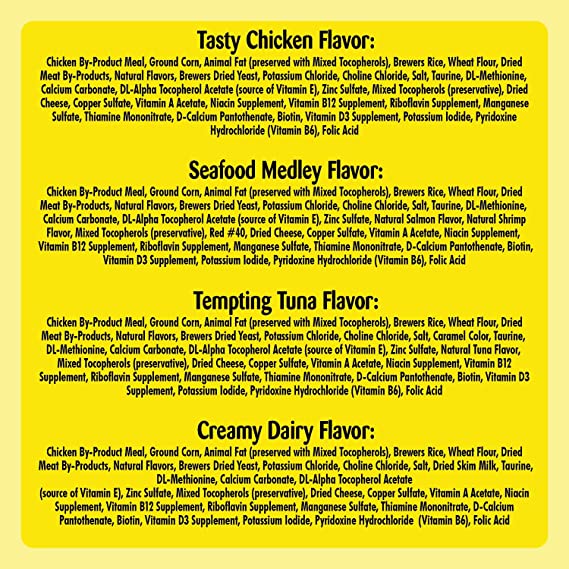 Tasty Chicken Flavor:
Chicken By-Product Meal, Ground Corn, Animal Fat (preserved with Mixed Tocopherols), Brewers Rice, Wheat Flour, Dried
Meat By-Products, Natural Flavors, Brewers Dried Yeast, Potassium Chloride, Choline Chloride, Salt, Taurine, DL-Methionine,
Calcium Carbonate, DL-Alpha Tocopherol Acetate (source of Vitamin E), Zinc Sulfate, Mixed Tocopherols (preservative), Dried
Cheese, Copper Sulfate, Vitamin A Acetate, Niacin Supplement, Vitamin B12 Supplement, Riboflavin Supplement, Manganese
Sulfate, Thiamine Mononitrate, D-Calcium Pantothenate, Biotin, Vitamin D3 Supplement, Potassium Iodide, Pyridoxine
Hydrochloride (Vitamin B6), Folic Acid
Seafood Medley Flavor:
Chicken By-Product Meal, Ground Corn, Animal Fat (preserved with Mixed Tocopherols), Brewers Rice, Wheat Flour, Dried
Meat By-Products, Natural Flavors, Brewers Dried Yeast, Potassium Chloride, Choline Chloride, Salt, Taurine, DL-Methionine,
Calcium Carbonate, DL-Alpha Tocopherol Acetate (source of Vitamin E), Zinc Sulfate, Natural Salmon Flavor, Natural Shrimp
Flavor, Mixed Tocopherols (preservative), Red #40, Dried Cheese, Copper Sulfate, Vitamin A Acetate, Niacin Supplement,
Vitamin B12 Supplement, Riboflavin Supplement, Manganese Sulfate, Thiamine Mononitrate, D-Calcium Pantothenate, Biotin,
Vitamin D3 Supplement, Potassium Iodide, Pyridoxine Hydrochloride (Vitamin B6), Folic Acid
Tempting Tuna Flavor:
Chicken By-Product Meal, Ground Corn, Animal Fat (preserved with Mixed Tocopherols), Brewers Rice, Wheat Flour, Dried
Meat By-Products, Natural Flavors, Brewers Dried Yeast, Potassium Chloride, Choline Chloride, Salt, Caramel Color, Taurine,
DL-Methionine, Calcium Carbonate, DL-Alpha Tocopherol Acetate (source of Vitamin E), Zinc Sulfate, Natural Tuna Flavor,
Mixed Tocopherols (preservative), Dried Cheese, Copper Sulfate, Vitamin A Acetate, Niacin Supplement, Vitamin B12
Supplement, Riboflavin Supplement, Manganese Sulfate, Thiamine Mononitrate, D-Calcium Pantothenate, Biotin, Vitamin D3
Supplement, Potassium Iodide, Pyridoxine Hydrochloride (Vitamin B6), Folic Acid
Creamy Dairy Flavor:
Chicken By-Product Meal, Ground Corn, Animal Fat (preserved with Mixed Tocopherols), Brewers Rice, Wheat Flour, Dried
Meat By-Products, Natural Flavors, Brewers Dried Yeast, Potassium Chloride, Choline Chloride, Salt, Dried Skim Milk, Taurine,
DL-Methionine, Calcium Carbonate, DL-Alpha Tocopherol Acetate
(source of Vitamin E), Zinc Sulfate, Mixed Tocopherols (preservative), Dried Cheese, Copper Sulfate, Vitamin A Acetate, Niacin
Supplement, Vitamin B12 Supplement, Riboflavin Supplement, Manganese Sulfate, Thiamine Mononitrate, D-Calcium
Pantothenate, Biotin, Vitamin D3 Supplement, Potassium Iodide, Pyridoxine Hydrochloride (Vitamin B6), Folic Acid